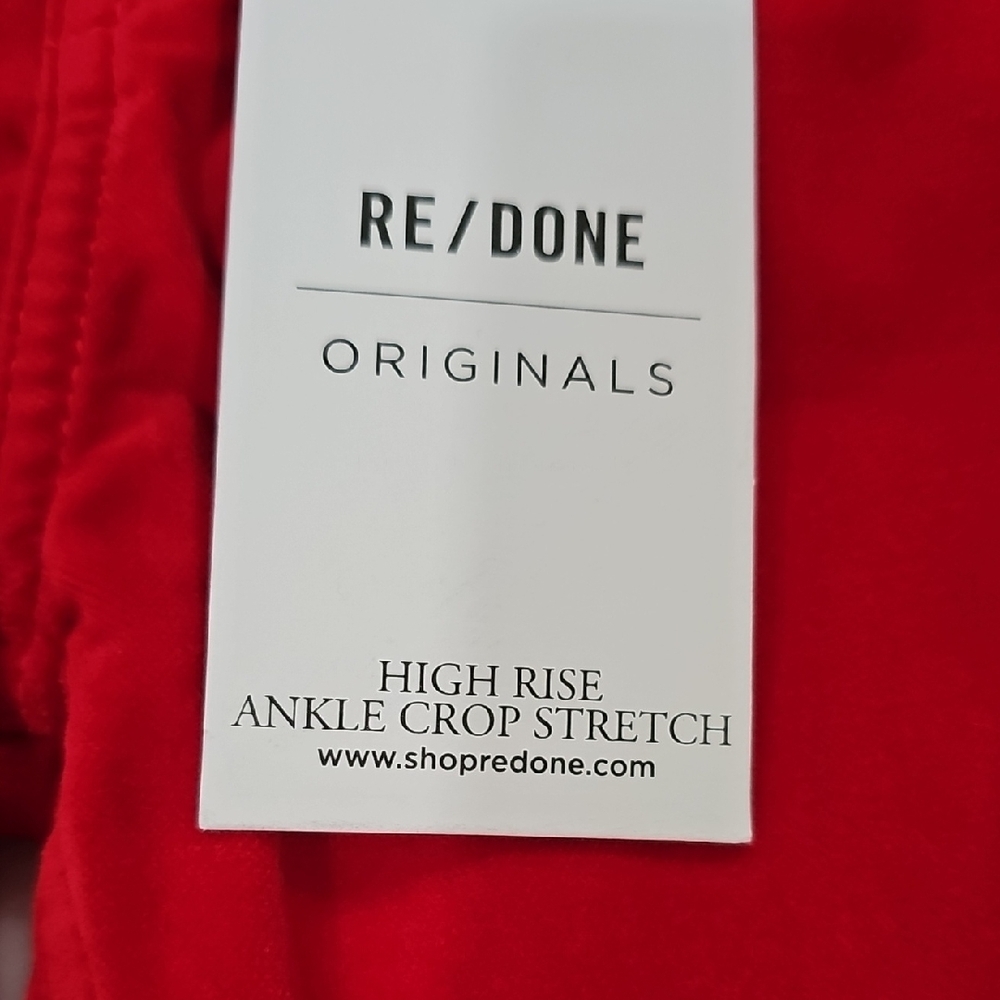 RE/DONE
ORIGINALS
HIGH RISE
ANKLE CROP STRETCH
www.shopredone.com